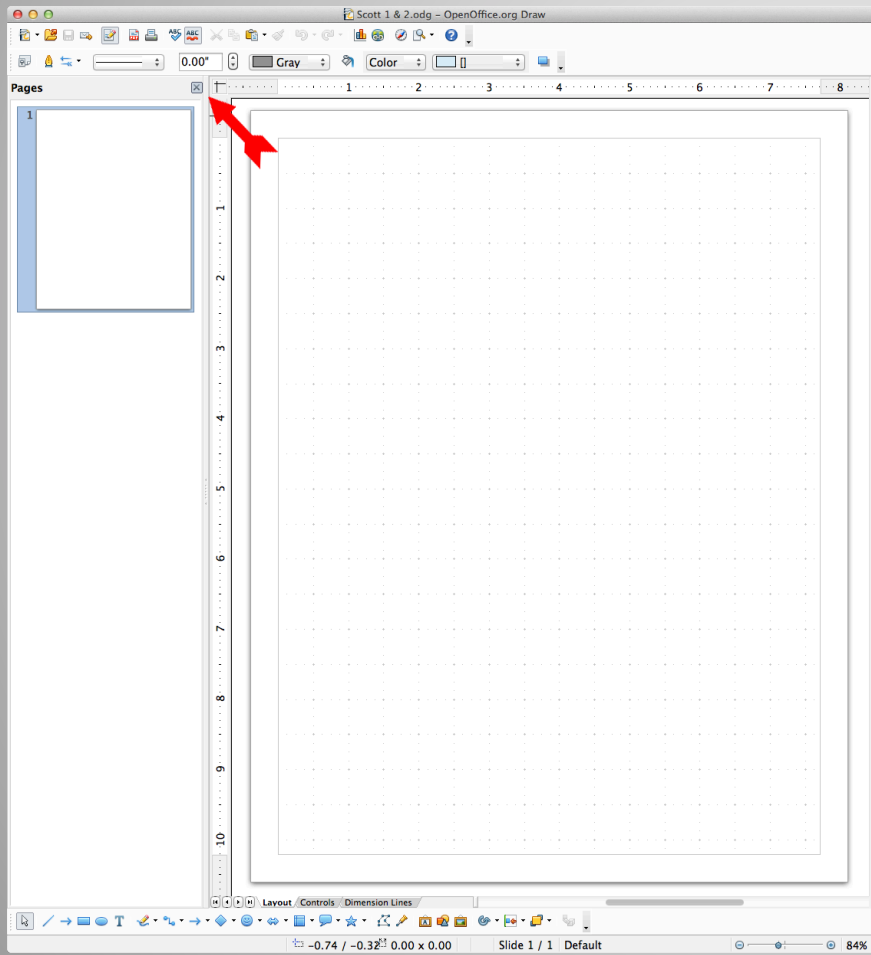 Scott 1 & 2.odg – OpenOffice.org Draw
ABC ABC
0.00" Gray Color []
Pages
1 2 3 4 5 6 7 8
1
1
2
3
4
5
6
7
8
9
10
Layout Controls Dimension Lines
T
-0.74 / -0.32 0.00 x 0.00 Slide 1 / 1 Default 84%